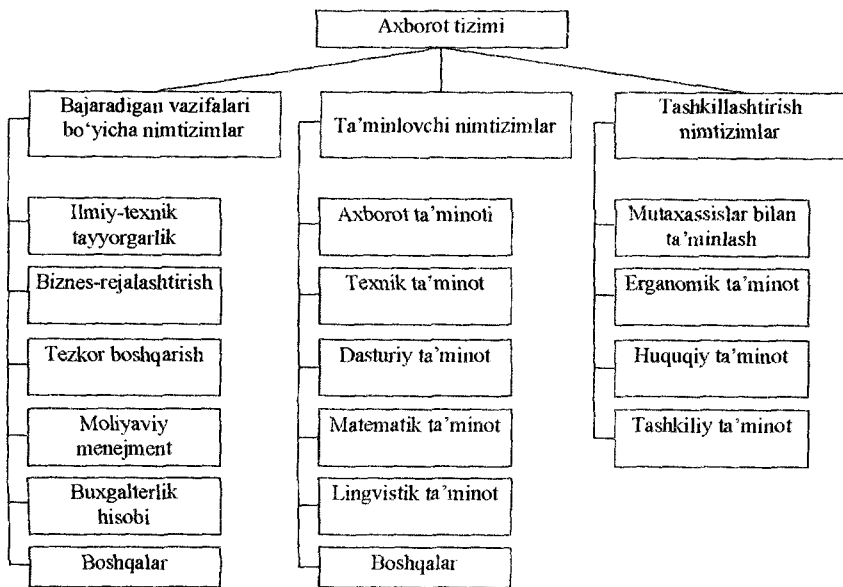 Axborot tizimi
Bajaradigan vazifalari
bo‘yicha nimtizimlar
Ilmiy-texnik
tayyorgarlik
Biznes-rejalashtirish
Tezkor boshqarish
Moliyaviy
menejment
Buxgalterlik
hisobi
Boshqalar
Ta’minlovchi nimtizimlar
Axborot ta’minoti
Texnik ta’minot
Dasturiy ta’minot
Matematik ta’minot
Lingvistik ta’minot
Boshqalar
Tashkillashtirish
nimtizimlar
Mutaxassislar bilan
ta’minlash
Erganomik ta’minot
Huquqiy ta’minot
Tashkiliy ta’minot